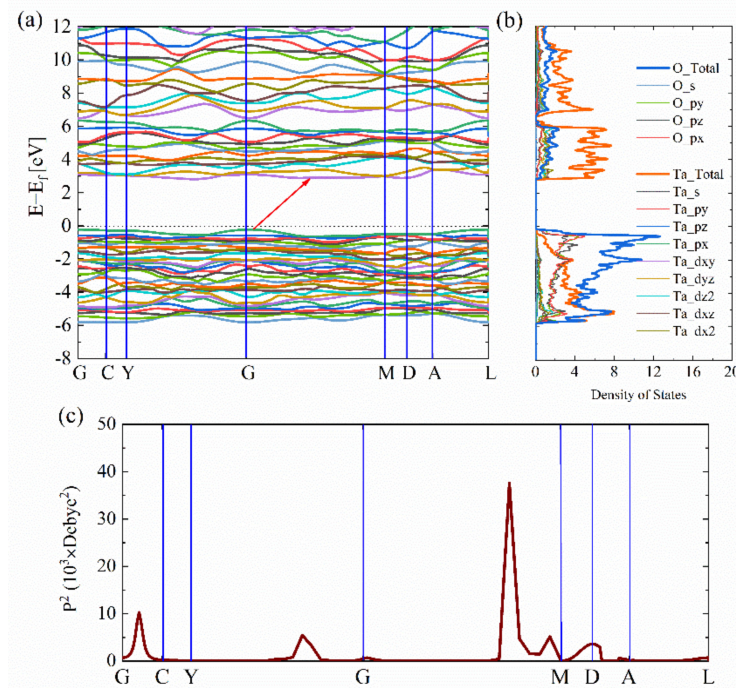 (a)
(b)
12
10
8
6
4
2
0
-2
-4
-6
-8
E−Ef [eV]
G C Y G M D A L
O_Total
O_s
O_py
O_pz
O_px
Ta_Total
Ta_s
Ta_py
Ta_pz
Ta_px
Ta_dxy
Ta_dyz
Ta_dz2
Ta_dxz
Ta_dx2
0 4 8 12 16 20
Density of States
(c)
50
40
30
20
10
0
P² (10³×Debyc²)
G C Y G M D A L